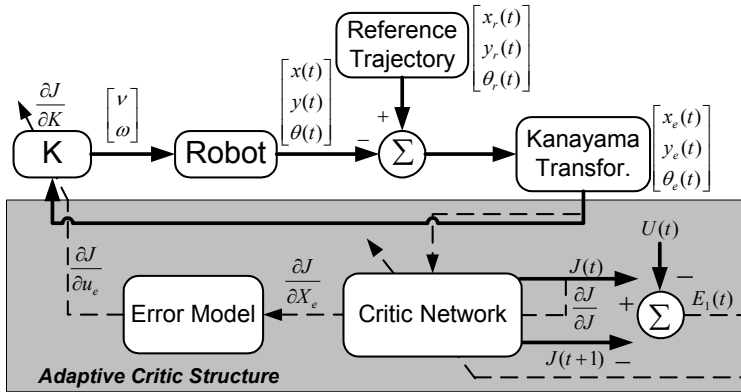 Reference
Trajectory
[x_r(t)
y_r(t)
θ_r(t)]
∂J
∂K
[ν
ω]
[x(t)
y(t)
θ(t)]
+
−
K
Robot
Σ
Kanayama
Transfor.
[x_e(t)
y_e(t)
θ_e(t)]
U(t)
∂J
∂u_e
Error Model
∂J
∂X_e
Critic Network
J(t)
∂J
∂J
J(t+1)
−
+
−
Σ
E_1(t)
Adaptive Critic Structure